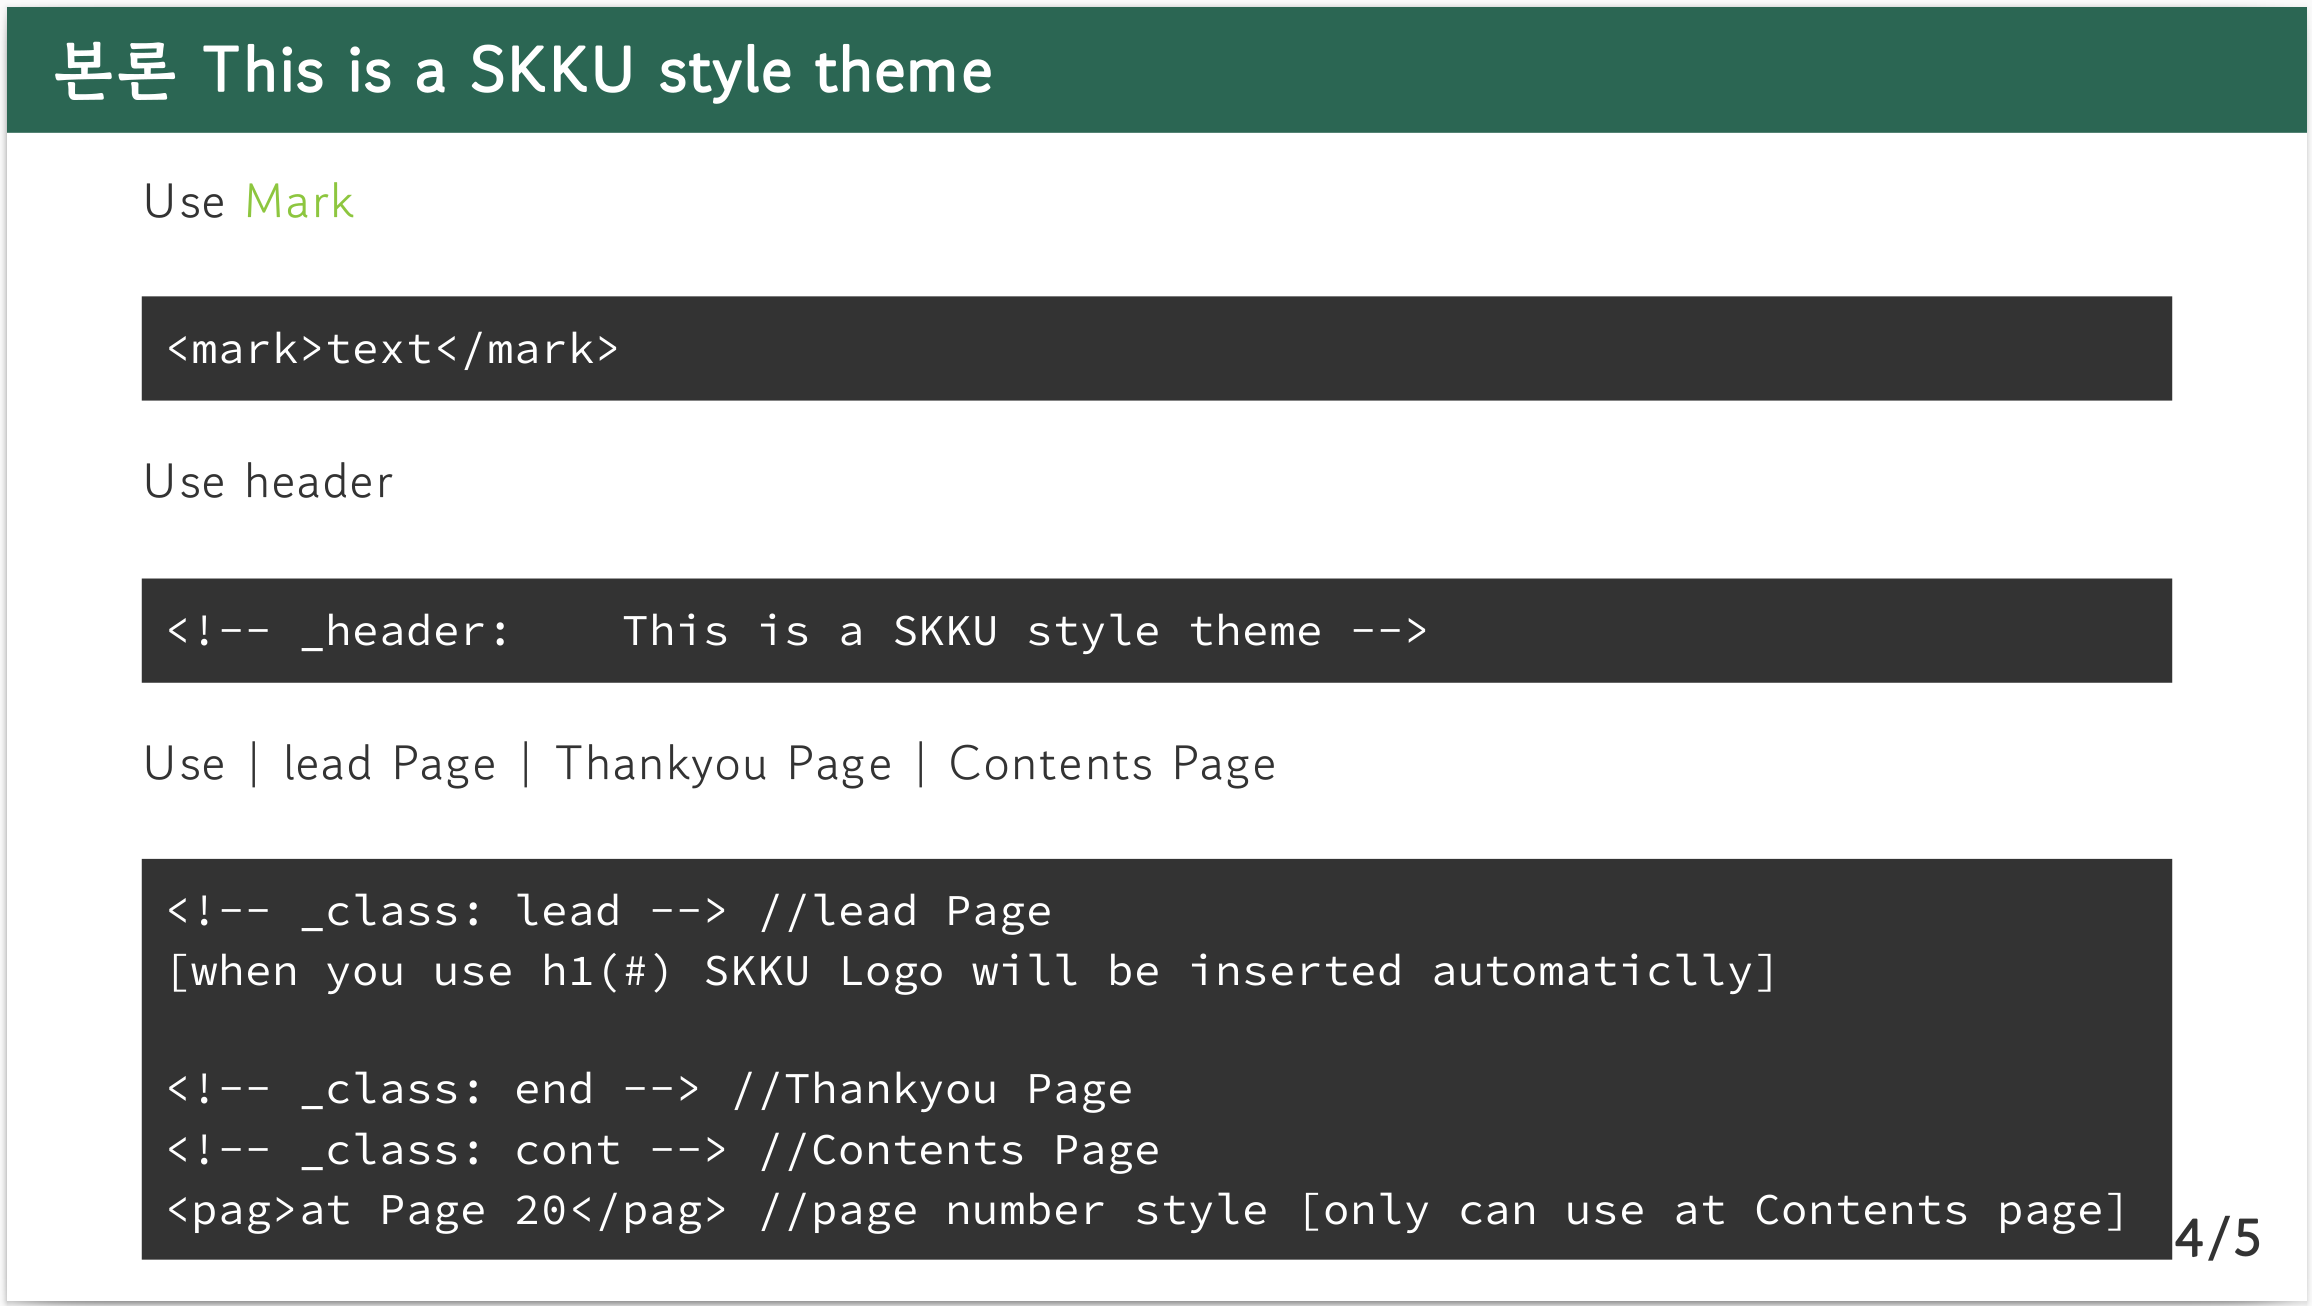 본론 This is a SKKU style theme
Use Mark
<mark>text</mark>
Use header
<!-- _header:    This is a SKKU style theme -->
Use | lead Page | Thankyou Page | Contents Page
<!-- _class: lead --> //lead Page
[when you use h1(#) SKKU Logo will be inserted automaticlly]
<!-- _class: end --> //Thankyou Page
<!-- _class: cont --> //Contents Page
<pag>at Page 20</pag> //page number style [only can use at Contents page]
4/5